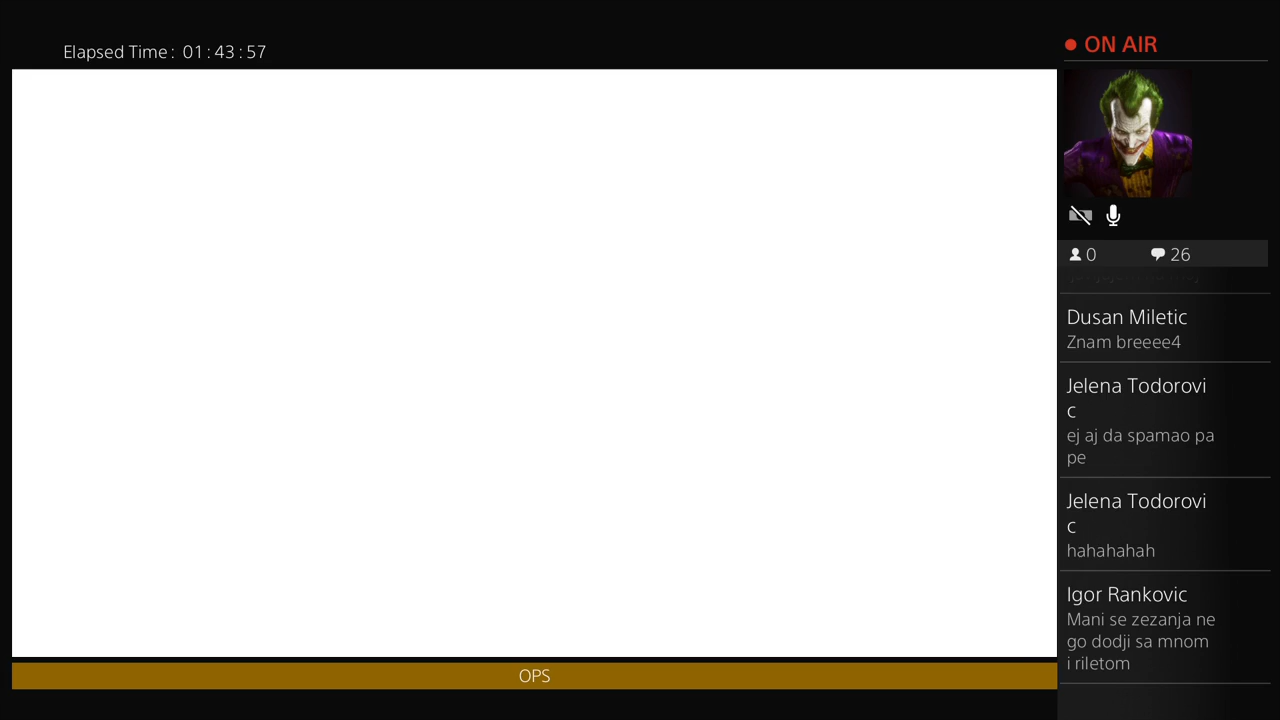 Elapsed Time: 01:43:57
ON AIR
0 26
Dusan Miletic
Znam breeee4
Jelena Todorovi
c
ej aj da spamao pa
pe
Jelena Todorovi
c
hahahahah
Igor Rankovic
Mani se zezanja ne
go dodji sa mnom
i riletom
OPS